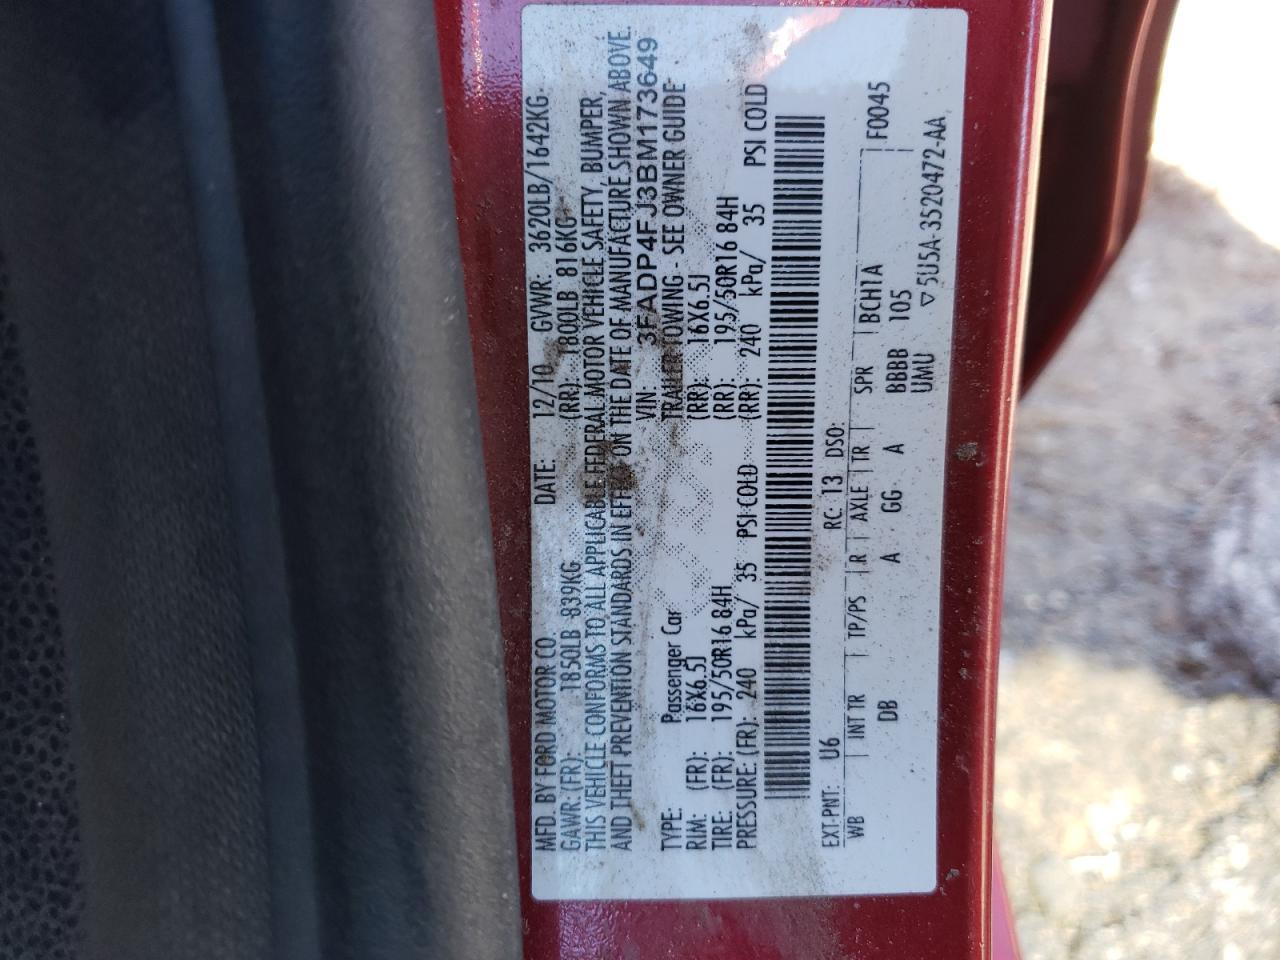 MFD. BY FORD MOTOR CO. DATE: 12/10 GVWR: 3620LB/1642KG
GAWR: (FR): 1850LB 839KG (RR): 1800LB 816KG
THIS VEHICLE CONFORMS TO ALL APPLICABLE FEDERAL MOTOR VEHICLE SAFETY, BUMPER,
AND THEFT PREVENTION STANDARDS IN EFFECT ON THE DATE OF MANUFACTURE SHOWN ABOVE.
VIN: 3FADP4FJ3BM173649
TYPE: Passenger Car TRAILER TOWING - SEE OWNER GUIDE
RIM: (FR): 16X6.5J (RR): 16X6.5J
TIRE: (FR): 195/50R16 84H (RR): 195/50R16 84H
PRESSURE: (FR): 240 kPa/ 35 PSI COLD (RR): 240 kPa/ 35 PSI COLD
EXT-PNT: U6 RC: 13 DSO:
WB INT TR TP/PS R AXLE TR SPR BCH1A F0045
DB A GG A BBBB 105
UMU ▽5USA-3520472-AA